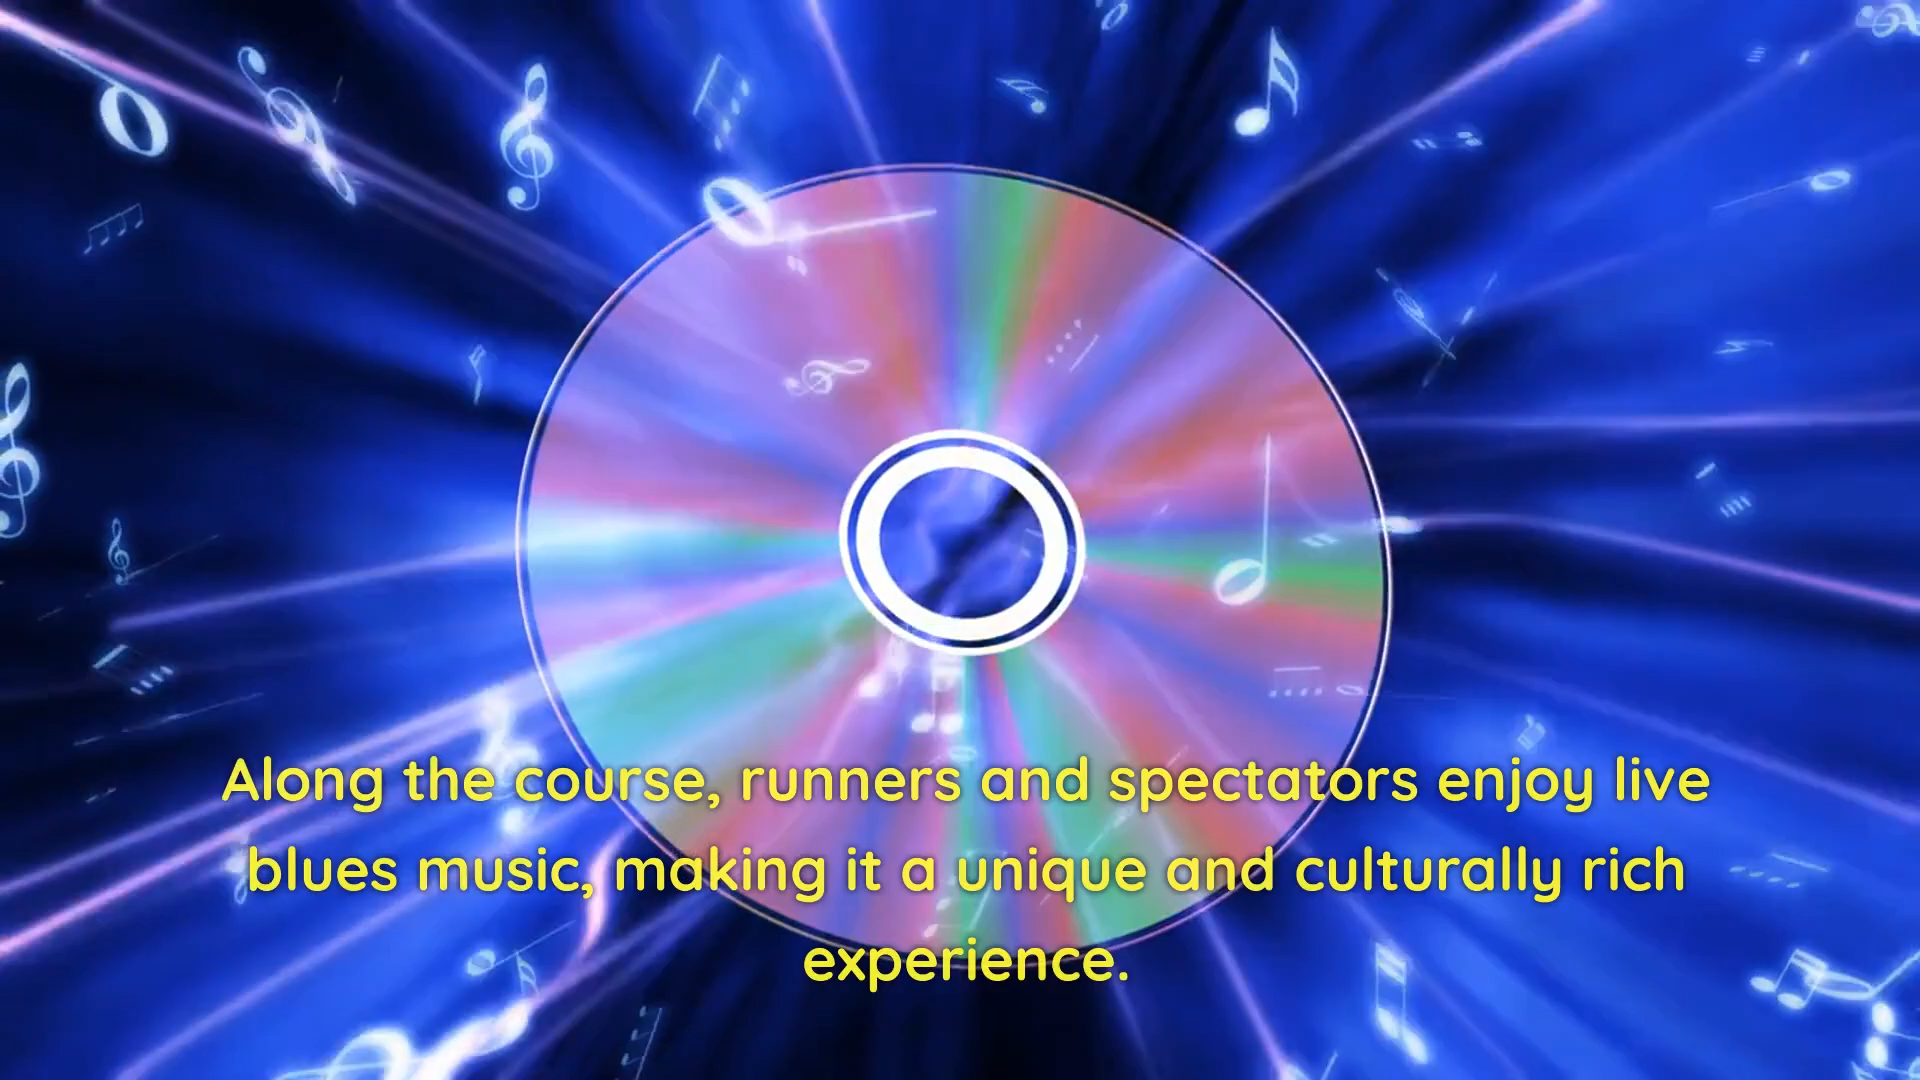 Along the course, runners and spectators enjoy live
blues music, making it a unique and culturally rich
experience.